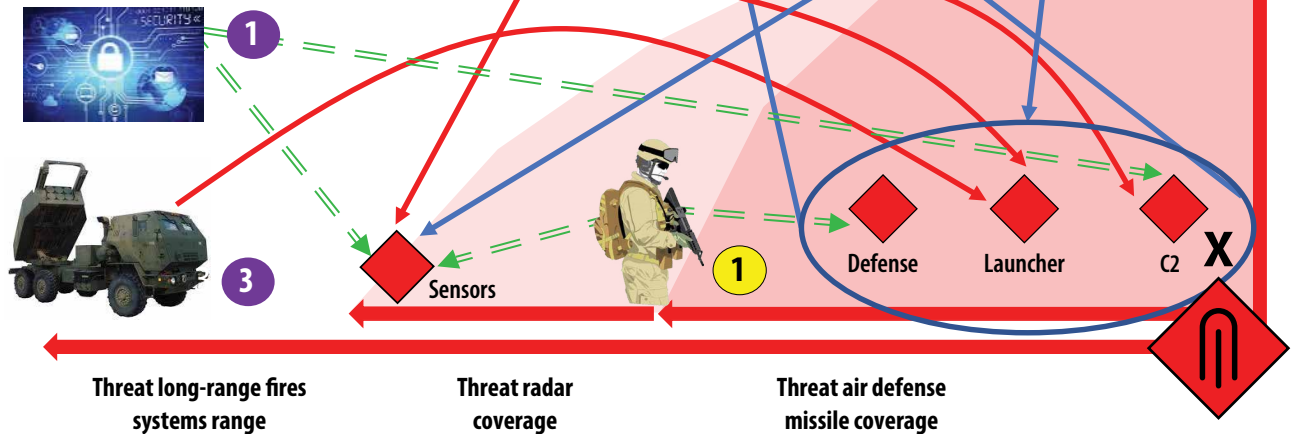 SECURITY «
1
3
Sensors
1
Defense
Launcher
C2
X
Threat long-range fires
systems range
Threat radar
coverage
Threat air defense
missile coverage